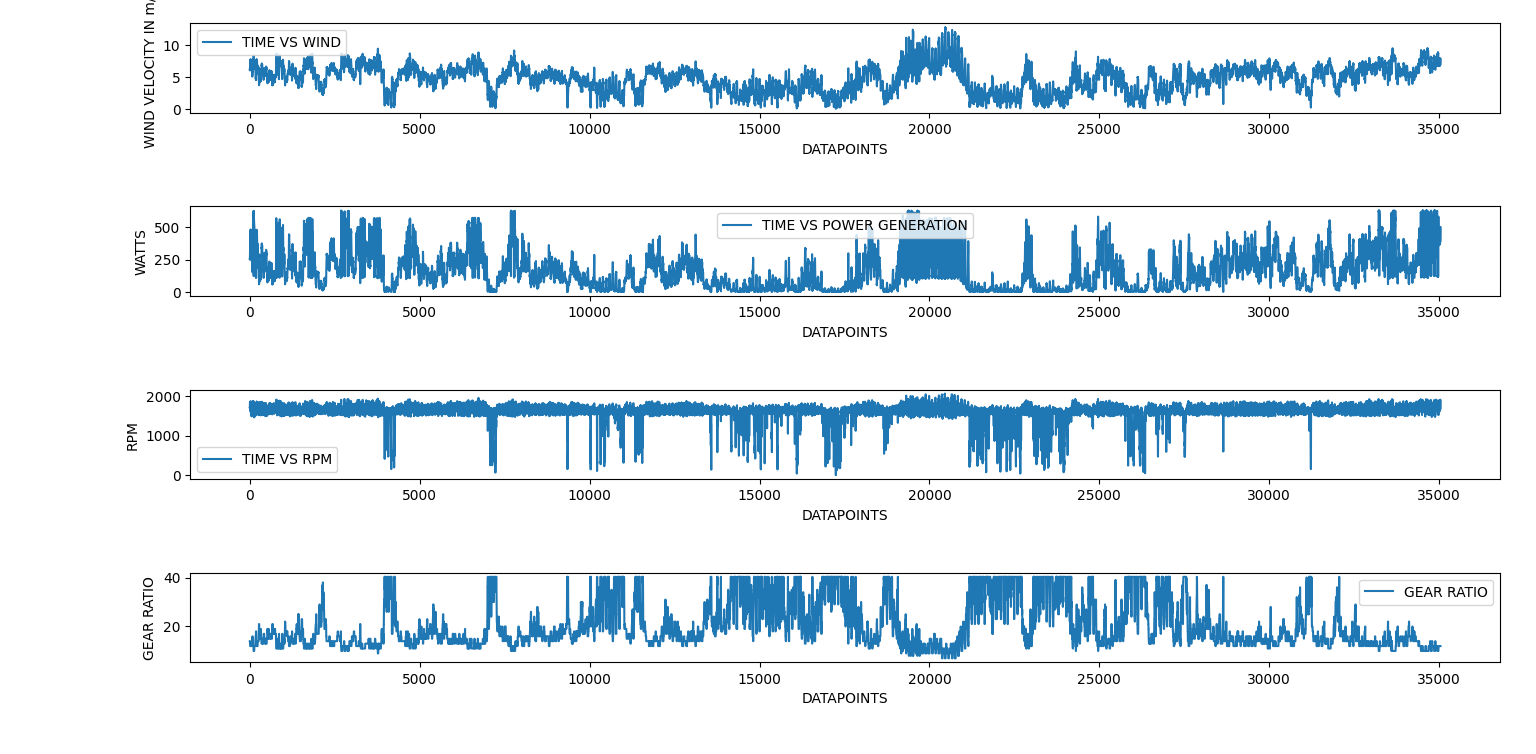 WIND VELOCITY IN m/
TIME VS WIND
10
5
0
0 5000 10000 15000 20000 25000 30000 35000
DATAPOINTS
WATTS
TIME VS POWER GENERATION
500
250
0
0 5000 10000 15000 20000 25000 30000 35000
DATAPOINTS
RPM
2000
1000
0
TIME VS RPM
0 5000 10000 15000 20000 25000 30000 35000
DATAPOINTS
GEAR RATIO
40
20
GEAR RATIO
0 5000 10000 15000 20000 25000 30000 35000
DATAPOINTS